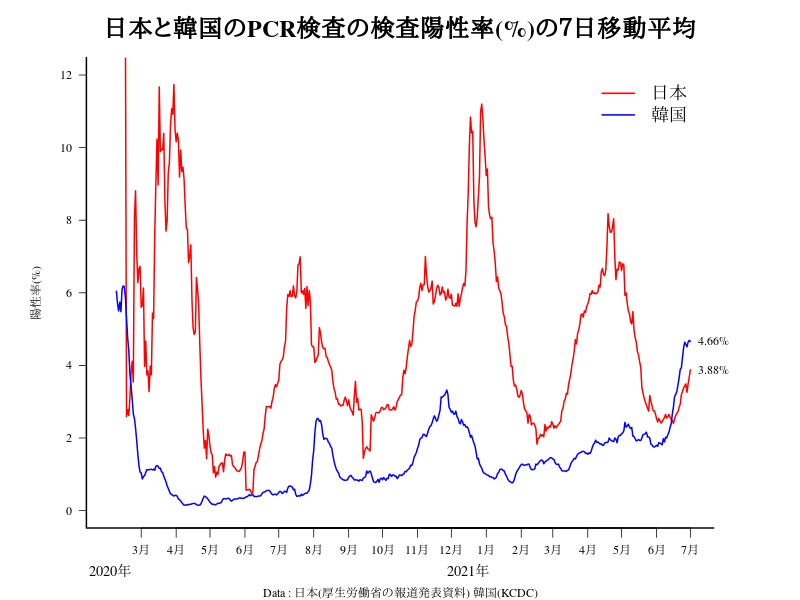 日本と韓国のPCR検査の検査陽性率(%)の7日移動平均
日本
韓国
陽性率(%)
12
10
8
6
4
2
0
4.66%
3.88%
3月 4月 5月 6月 7月 8月 9月 10月 11月 12月 1月 2月 3月 4月 5月 6月 7月
2020年 2021年
Data : 日本(厚生労働省の報道発表資料) 韓国(KCDC)